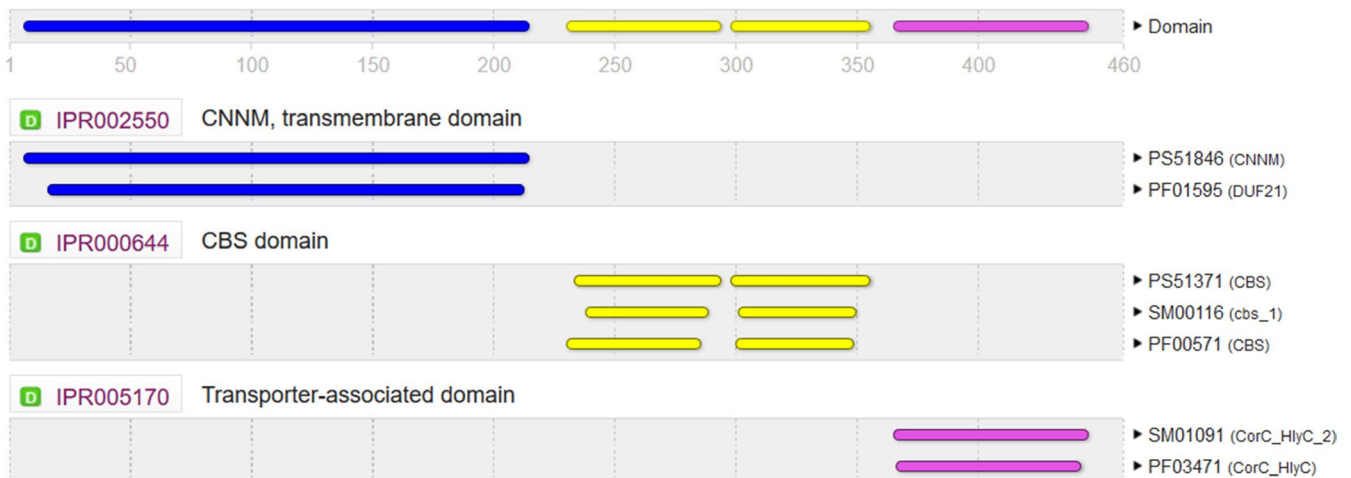 Domain
1 50 100 150 200 250 300 350 400 460
D IPR002550 CNNM, transmembrane domain
PS51846 (CNNM)
PF01595 (DUF21)
D IPR000644 CBS domain
PS51371 (CBS)
SM00116 (cbs_1)
PF00571 (CBS)
D IPR005170 Transporter-associated domain
SM01091 (CorC_HlyC_2)
PF03471 (CorC_HlyC)